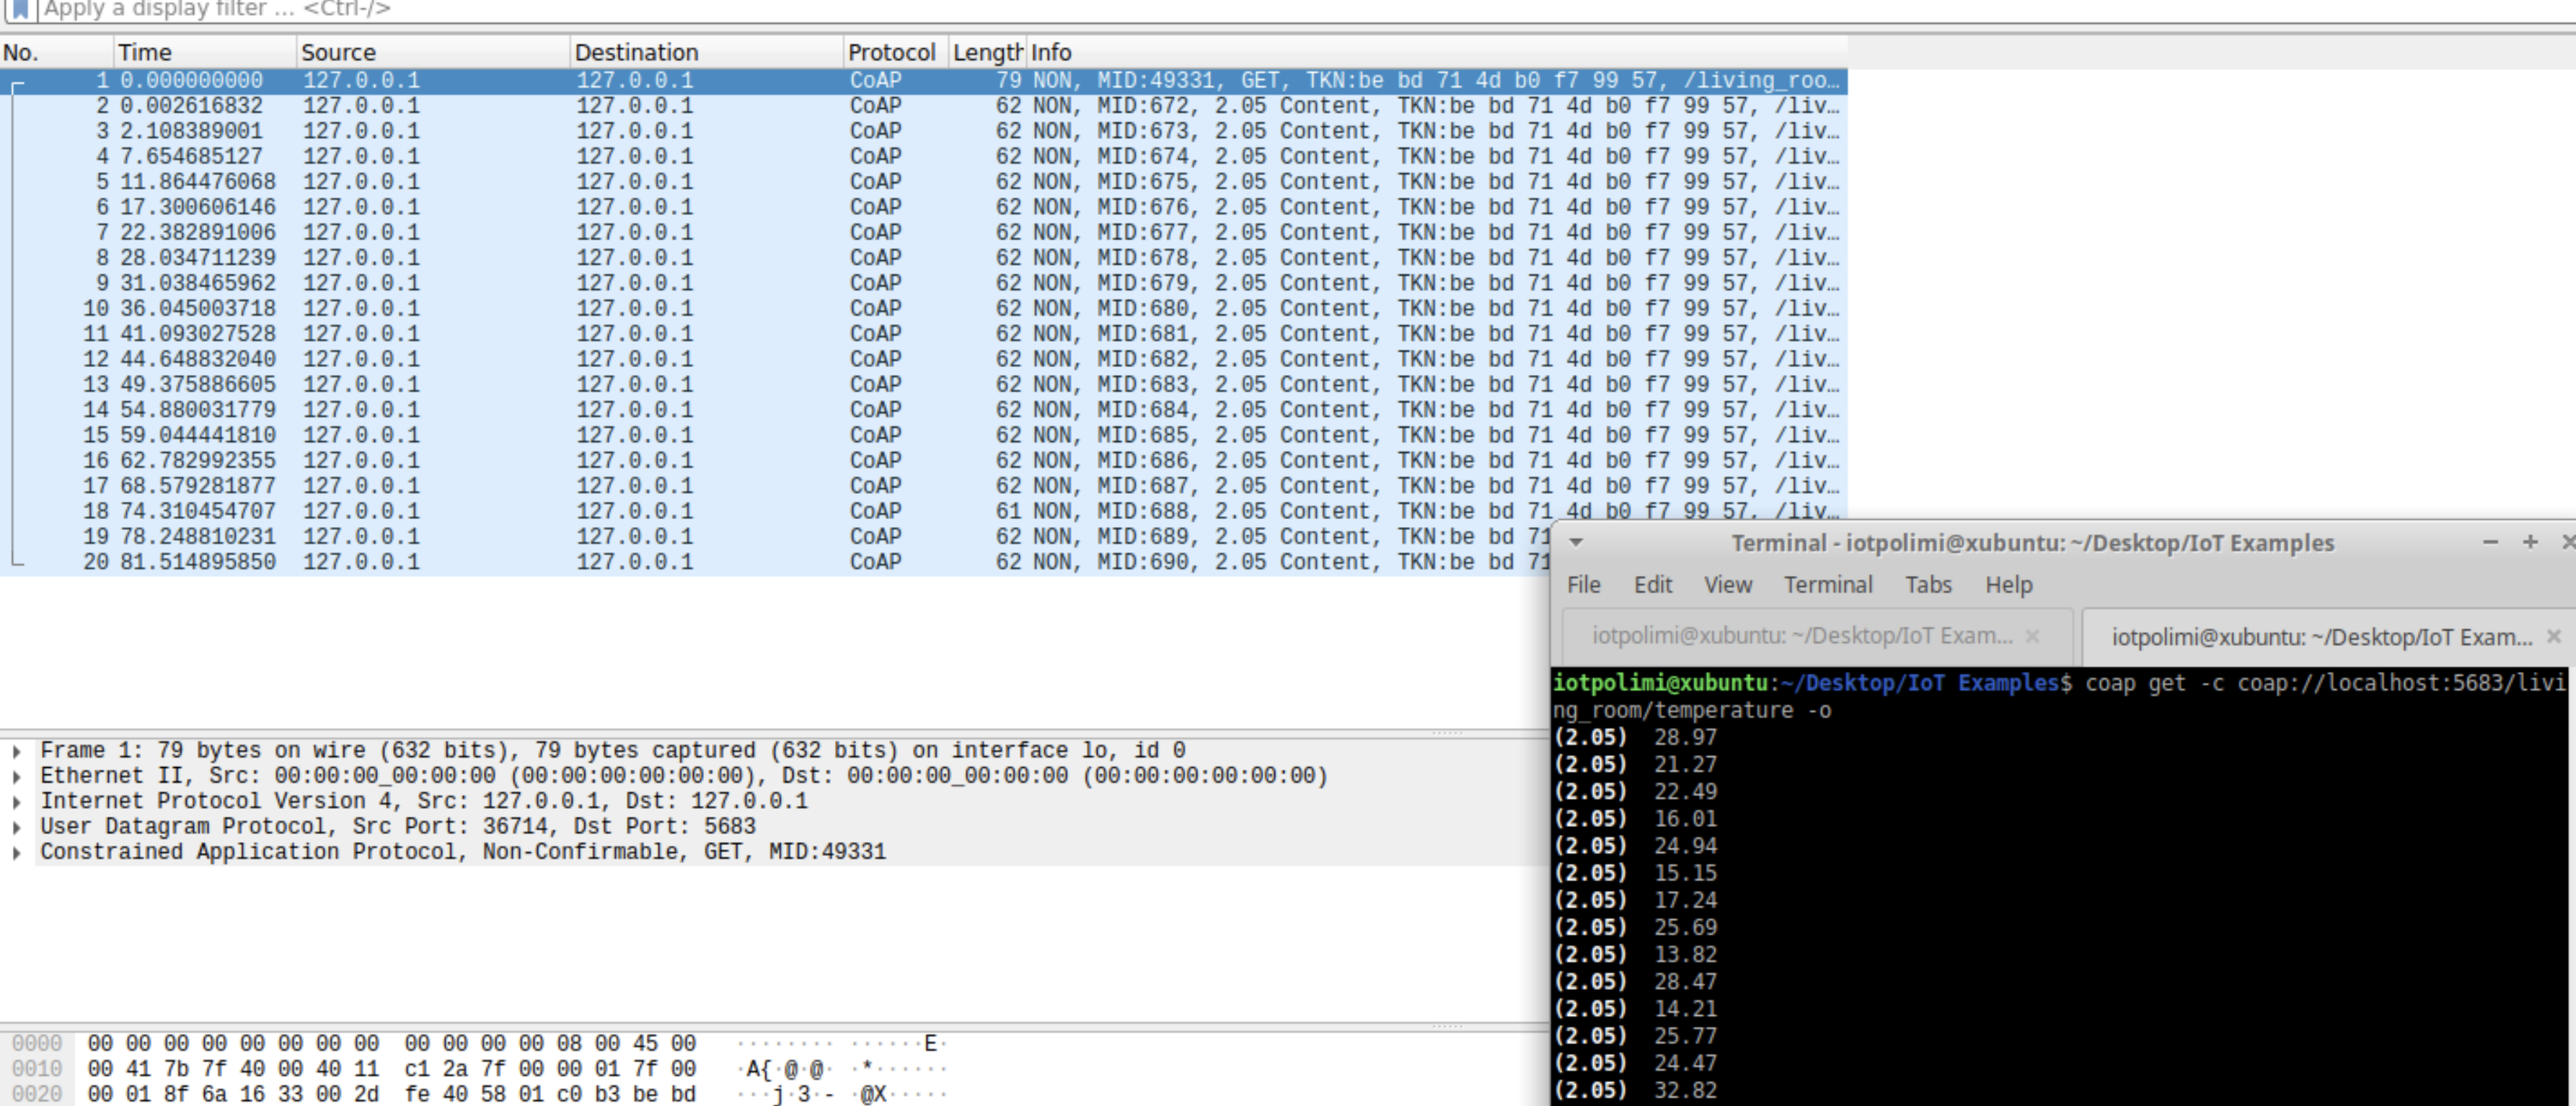 Apply a display filter ... <Ctrl-/>
No. Time Source Destination Protocol Length Info
1 0.000000000 127.0.0.1 127.0.0.1 CoAP 79 NON, MID:49331, GET, TKN:be bd 71 4d b0 f7 99 57, /living_roo…
2 0.002616832 127.0.0.1 127.0.0.1 CoAP 62 NON, MID:672, 2.05 Content, TKN:be bd 71 4d b0 f7 99 57, /liv…
3 2.108389001 127.0.0.1 127.0.0.1 CoAP 62 NON, MID:673, 2.05 Content, TKN:be bd 71 4d b0 f7 99 57, /liv…
4 7.654685127 127.0.0.1 127.0.0.1 CoAP 62 NON, MID:674, 2.05 Content, TKN:be bd 71 4d b0 f7 99 57, /liv…
5 11.864476068 127.0.0.1 127.0.0.1 CoAP 62 NON, MID:675, 2.05 Content, TKN:be bd 71 4d b0 f7 99 57, /liv…
6 17.300606146 127.0.0.1 127.0.0.1 CoAP 62 NON, MID:676, 2.05 Content, TKN:be bd 71 4d b0 f7 99 57, /liv…
7 22.382891006 127.0.0.1 127.0.0.1 CoAP 62 NON, MID:677, 2.05 Content, TKN:be bd 71 4d b0 f7 99 57, /liv…
8 28.034711239 127.0.0.1 127.0.0.1 CoAP 62 NON, MID:678, 2.05 Content, TKN:be bd 71 4d b0 f7 99 57, /liv…
9 31.038465962 127.0.0.1 127.0.0.1 CoAP 62 NON, MID:679, 2.05 Content, TKN:be bd 71 4d b0 f7 99 57, /liv…
10 36.045003718 127.0.0.1 127.0.0.1 CoAP 62 NON, MID:680, 2.05 Content, TKN:be bd 71 4d b0 f7 99 57, /liv…
11 41.093027528 127.0.0.1 127.0.0.1 CoAP 62 NON, MID:681, 2.05 Content, TKN:be bd 71 4d b0 f7 99 57, /liv…
12 44.648832040 127.0.0.1 127.0.0.1 CoAP 62 NON, MID:682, 2.05 Content, TKN:be bd 71 4d b0 f7 99 57, /liv…
13 49.375886605 127.0.0.1 127.0.0.1 CoAP 62 NON, MID:683, 2.05 Content, TKN:be bd 71 4d b0 f7 99 57, /liv…
14 54.880031779 127.0.0.1 127.0.0.1 CoAP 62 NON, MID:684, 2.05 Content, TKN:be bd 71 4d b0 f7 99 57, /liv…
15 59.044441810 127.0.0.1 127.0.0.1 CoAP 62 NON, MID:685, 2.05 Content, TKN:be bd 71 4d b0 f7 99 57, /liv…
16 62.782992355 127.0.0.1 127.0.0.1 CoAP 62 NON, MID:686, 2.05 Content, TKN:be bd 71 4d b0 f7 99 57, /liv…
17 68.579281877 127.0.0.1 127.0.0.1 CoAP 62 NON, MID:687, 2.05 Content, TKN:be bd 71 4d b0 f7 99 57, /liv…
18 74.310454707 127.0.0.1 127.0.0.1 CoAP 61 NON, MID:688, 2.05 Content, TKN:be bd 71 4d b0 f7 99 57, /liv…
19 78.248810231 127.0.0.1 127.0.0.1 CoAP 62 NON, MID:689, 2.05 Content, TKN:be bd 71
20 81.514895850 127.0.0.1 127.0.0.1 CoAP 62 NON, MID:690, 2.05 Content, TKN:be bd 71
Frame 1: 79 bytes on wire (632 bits), 79 bytes captured (632 bits) on interface lo, id 0
Ethernet II, Src: 00:00:00_00:00:00 (00:00:00:00:00:00), Dst: 00:00:00_00:00:00 (00:00:00:00:00:00)
Internet Protocol Version 4, Src: 127.0.0.1, Dst: 127.0.0.1
User Datagram Protocol, Src Port: 36714, Dst Port: 5683
Constrained Application Protocol, Non-Confirmable, GET, MID:49331
0000 00 00 00 00 00 00 00 00 00 00 00 00 08 00 45 00 ········ ······E·
0010 00 41 7b 7f 40 00 40 11 c1 2a 7f 00 00 01 7f 00 ·A{·@·@· ·*······
0020 00 01 8f 6a 16 33 00 2d fe 40 58 01 c0 b3 be bd ···j·3·- ·@X·····
Terminal - iotpolimi@xubuntu: ~/Desktop/IoT Examples
File Edit View Terminal Tabs Help
iotpolimi@xubuntu: ~/Desktop/IoT Exam...
iotpolimi@xubuntu: ~/Desktop/IoT Exam...
iotpolimi@xubuntu:~/Desktop/IoT Examples$ coap get -c coap://localhost:5683/livi
ng_room/temperature -o
(2.05) 28.97
(2.05) 21.27
(2.05) 22.49
(2.05) 16.01
(2.05) 24.94
(2.05) 15.15
(2.05) 17.24
(2.05) 25.69
(2.05) 13.82
(2.05) 28.47
(2.05) 14.21
(2.05) 25.77
(2.05) 24.47
(2.05) 32.82